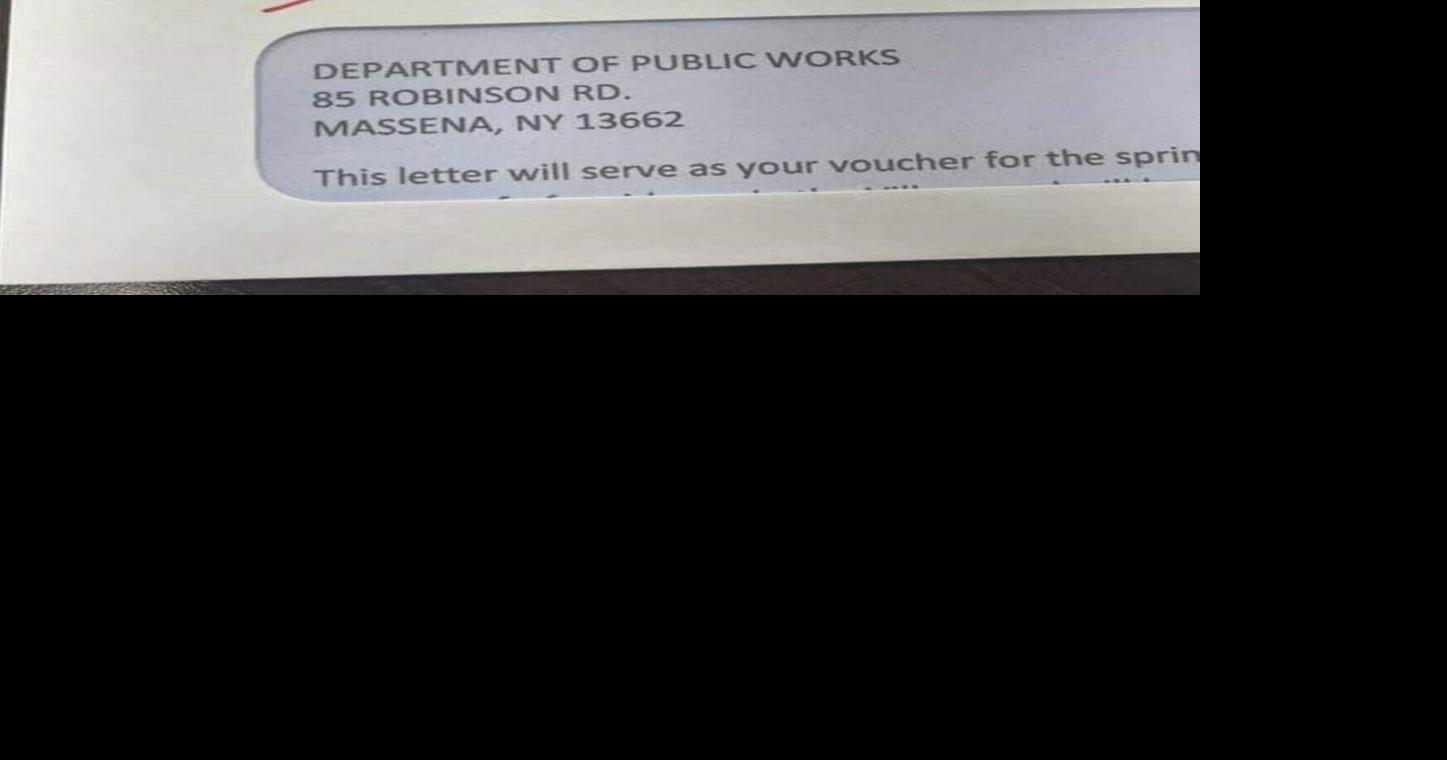 DEPARTMENT OF PUBLIC WORKS
85 ROBINSON RD.
MASSENA, NY 13662
This letter will serve as your voucher for the